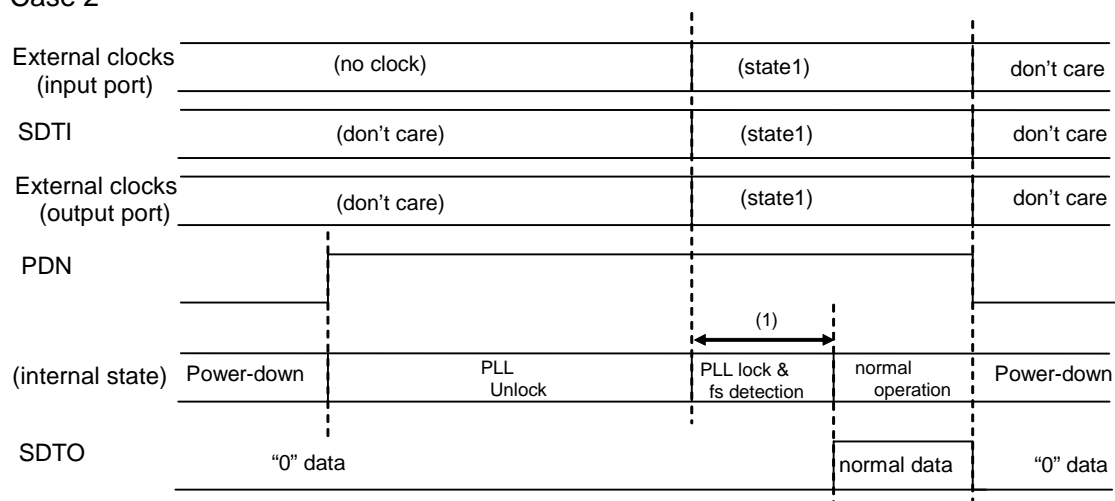 Case 2
External clocks
(input port)
(no clock)
(state1)
don't care
SDTI
(don't care)
(state1)
don't care
External clocks
(output port)
(don't care)
(state1)
don't care
PDN
(1)
(internal state)
Power-down
PLL
Unlock
PLL lock &
fs detection
normal
operation
Power-down
SDTO
“0” data
normal data
“0” data